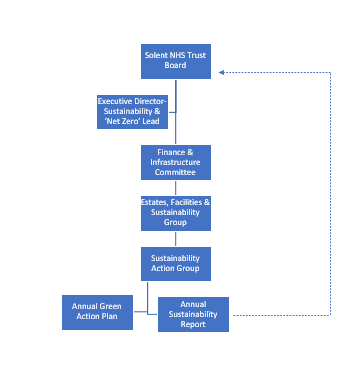 Solent NHS Trust
Board
Executive Director-
Sustainability &
‘Net Zero’ Lead
Finance &
Infrastructure
Committee
Estates, Facilities &
Sustainability
Group
Sustainability
Action Group
Annual Green
Action Plan
Annual
Sustainability
Report